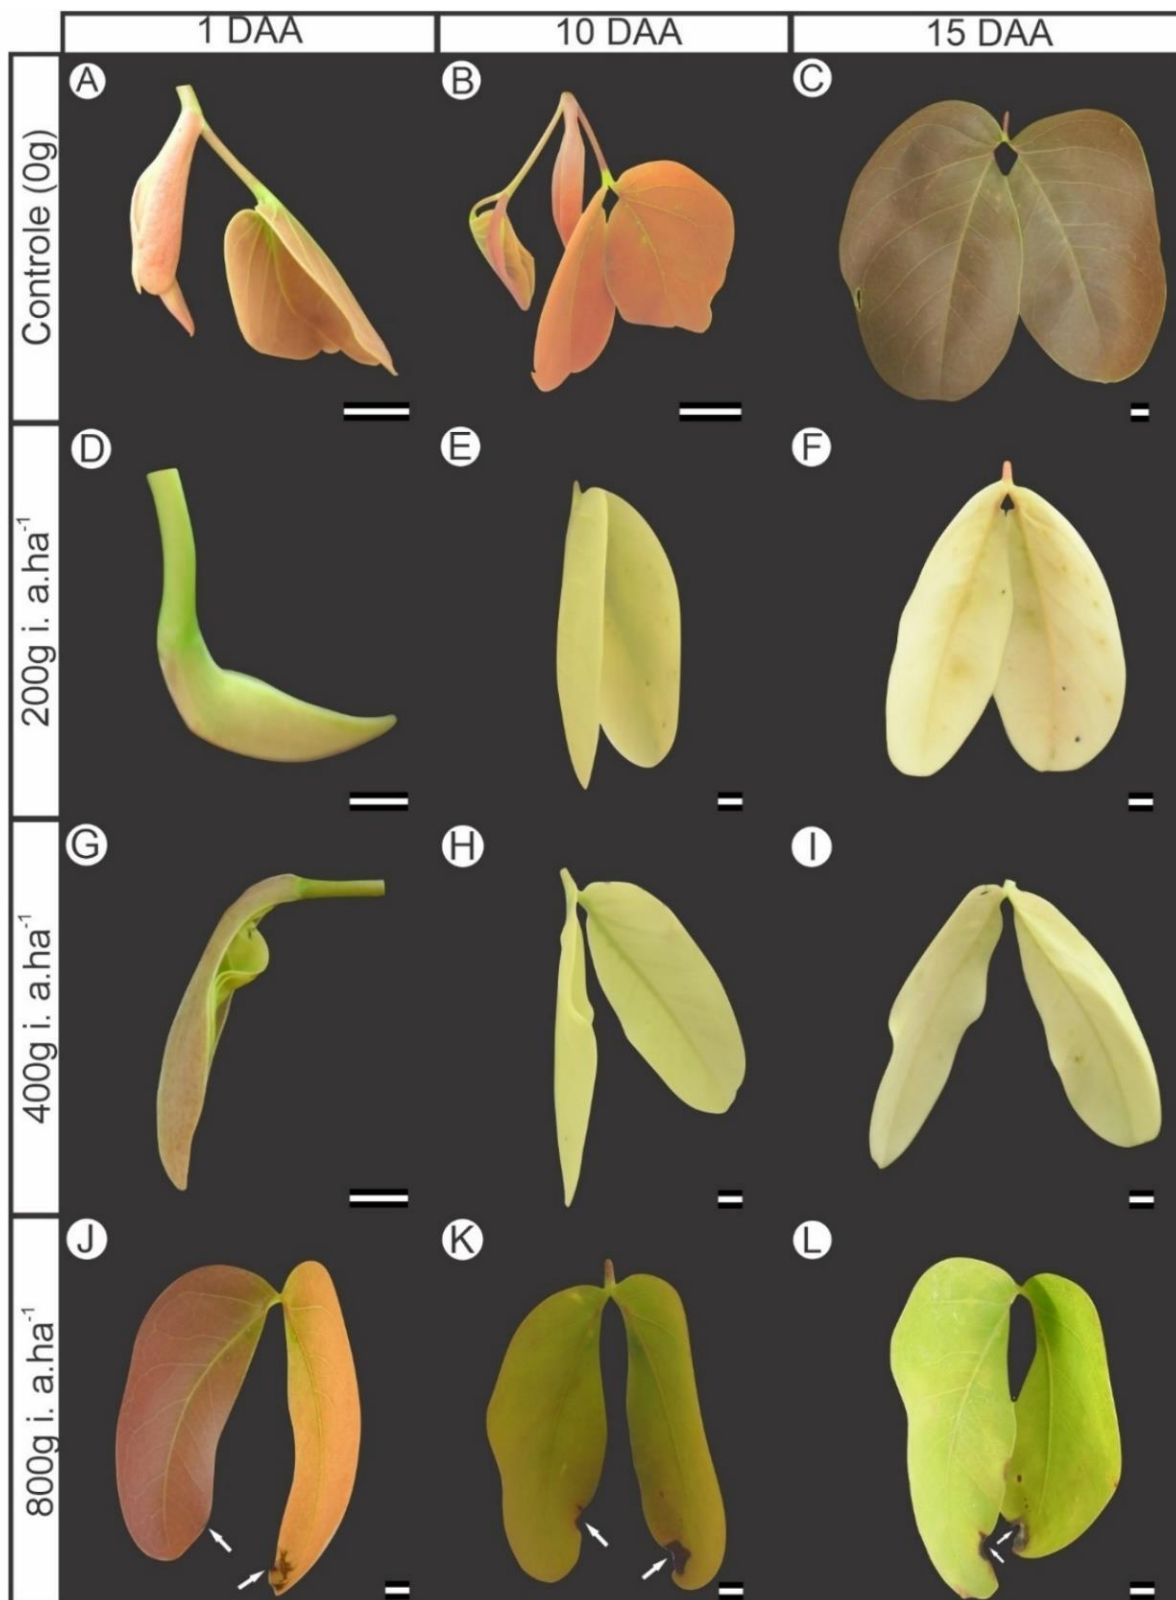 1 DAA 10 DAA 15 DAA
Controle (0g)
A B C
200g i. a.ha⁻¹
D E F
400g i. a.ha⁻¹
G H I
800g i. a.ha⁻¹
J K L